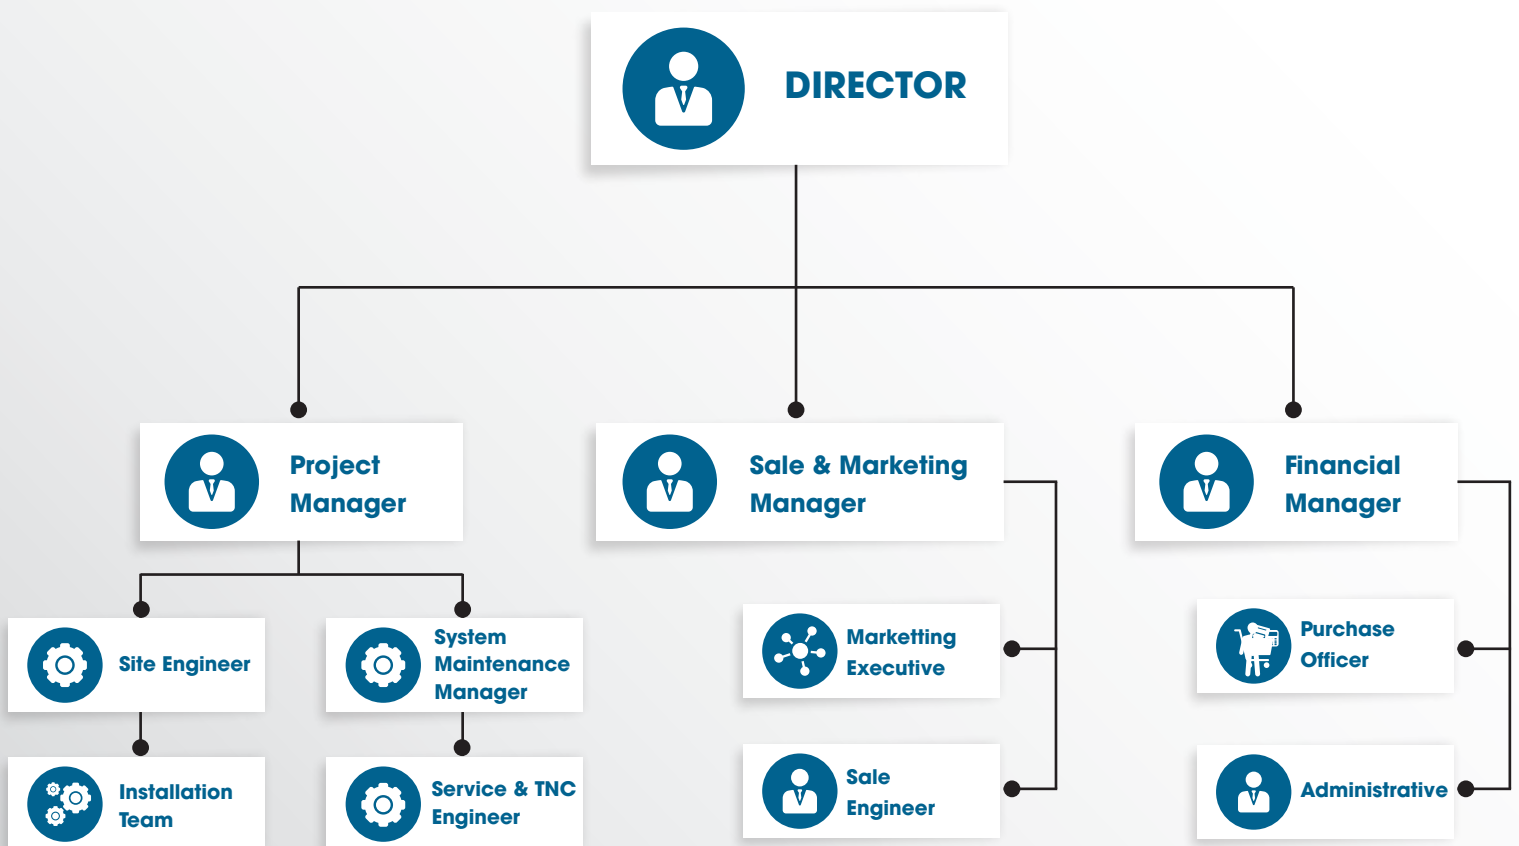 DIRECTOR
Project
Manager
Sale & Marketing
Manager
Financial
Manager
Site Engineer
System
Maintenance
Manager
Marketting
Executive
Purchase
Officer
Installation
Team
Service & TNC
Engineer
Sale
Engineer
Administrative